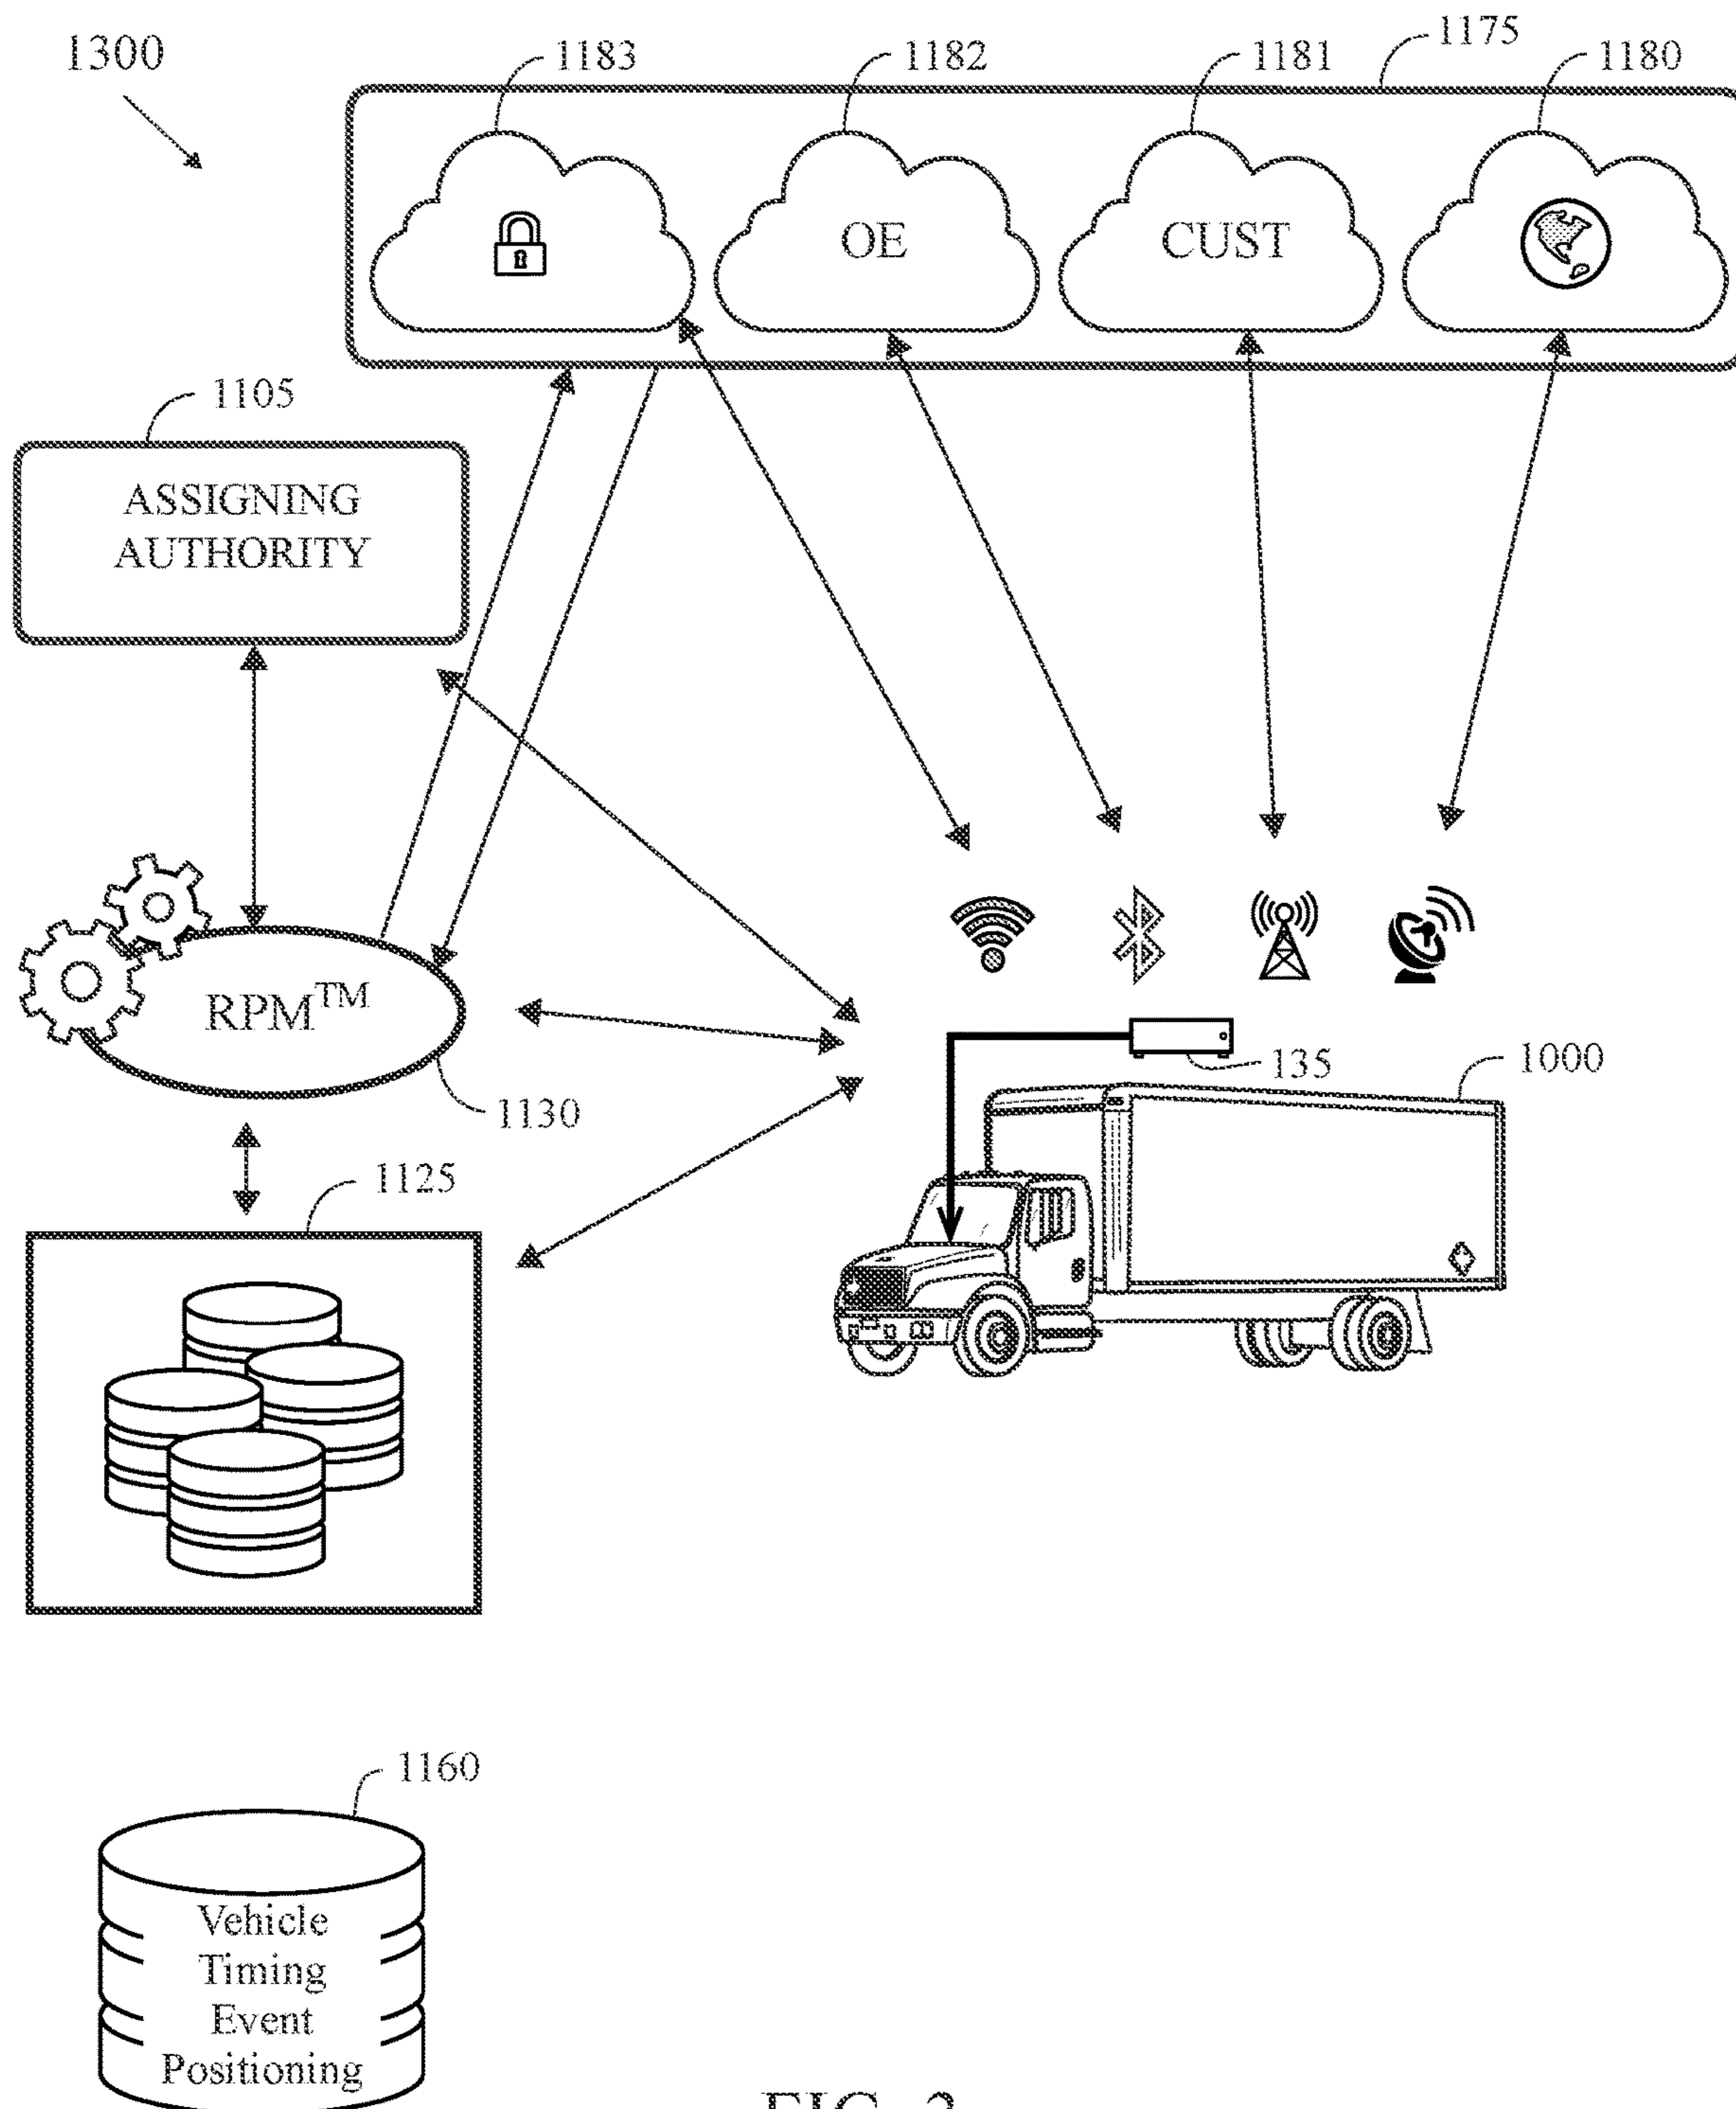 1300
1183
1182
1181
1175
1180
OE
CUST
1105
ASSIGNING
AUTHORITY
RPM™
1130
135
1000
1125
1160
Vehicle
Timing
Event
Positioning